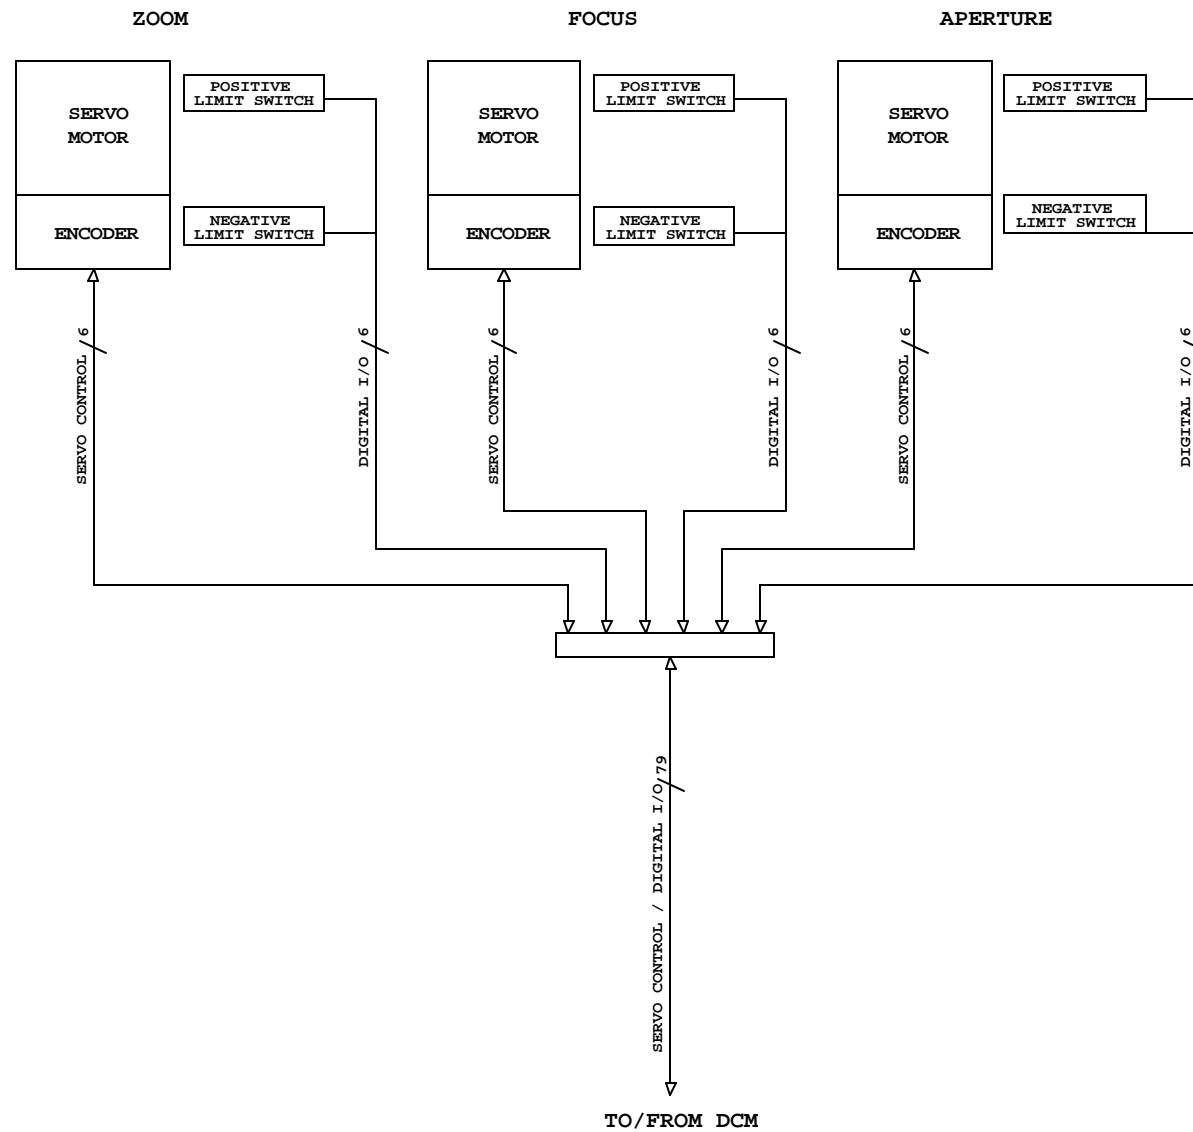 ZOOM
FOCUS
APERTURE
SERVO
MOTOR
ENCODER
POSITIVE
LIMIT SWITCH
NEGATIVE
LIMIT SWITCH
SERVO
MOTOR
ENCODER
POSITIVE
LIMIT SWITCH
NEGATIVE
LIMIT SWITCH
SERVO
MOTOR
ENCODER
POSITIVE
LIMIT SWITCH
NEGATIVE
LIMIT SWITCH
SERVO CONTROL 6
DIGITAL I/O 6
SERVO CONTROL 6
DIGITAL I/O 6
SERVO CONTROL 6
DIGITAL I/O 6
SERVO CONTROL / DIGITAL I/O 79
TO/FROM DCM